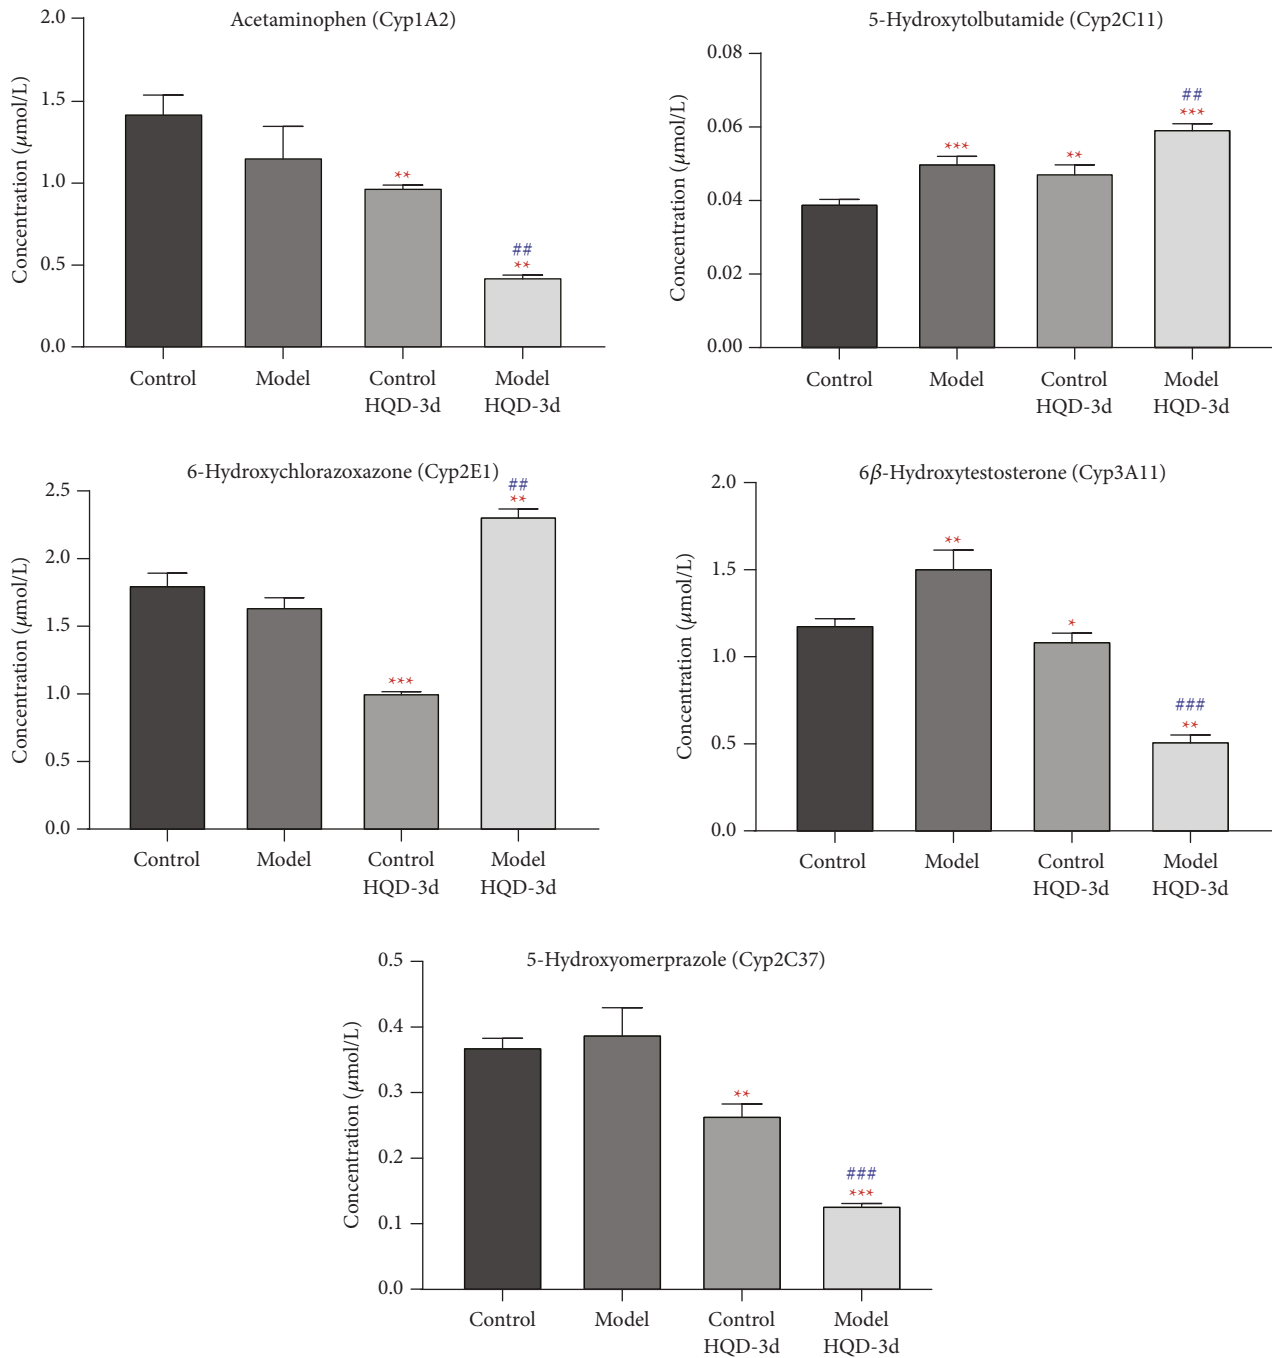 Acetaminophen (Cyp1A2)
Concentration (μmol/L)
2.0
1.5
1.0
0.5
0.0
**
##
**
Control Model Control Model
HQD-3d HQD-3d
5-Hydroxytolbutamide (Cyp2C11)
Concentration (μmol/L)
0.08
0.06
0.04
0.02
0.00
***
**
##
***
Control Model Control Model
HQD-3d HQD-3d
6-Hydroxychlorazoxazone (Cyp2E1)
Concentration (μmol/L)
2.5
2.0
1.5
1.0
0.5
0.0
***
##
**
Control Model Control Model
HQD-3d HQD-3d
6β-Hydroxytestosterone (Cyp3A11)
Concentration (μmol/L)
2.0
1.5
1.0
0.5
0.0
**
*
###
**
Control Model Control Model
HQD-3d HQD-3d
5-Hydroxyomerprazole (Cyp2C37)
Concentration (μmol/L)
0.5
0.4
0.3
0.2
0.1
0.0
**
###
***
Control Model Control Model
HQD-3d HQD-3d